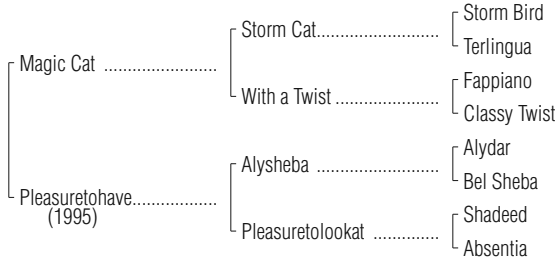 Storm Bird
Storm Cat
Terlingua
Magic Cat
Fappiano
With a Twist
Classy Twist
Alydar
Alysheba
Bel Sheba
Pleasuretohave
(1995)
Shadeed
Pleasuretolookat
Absentia